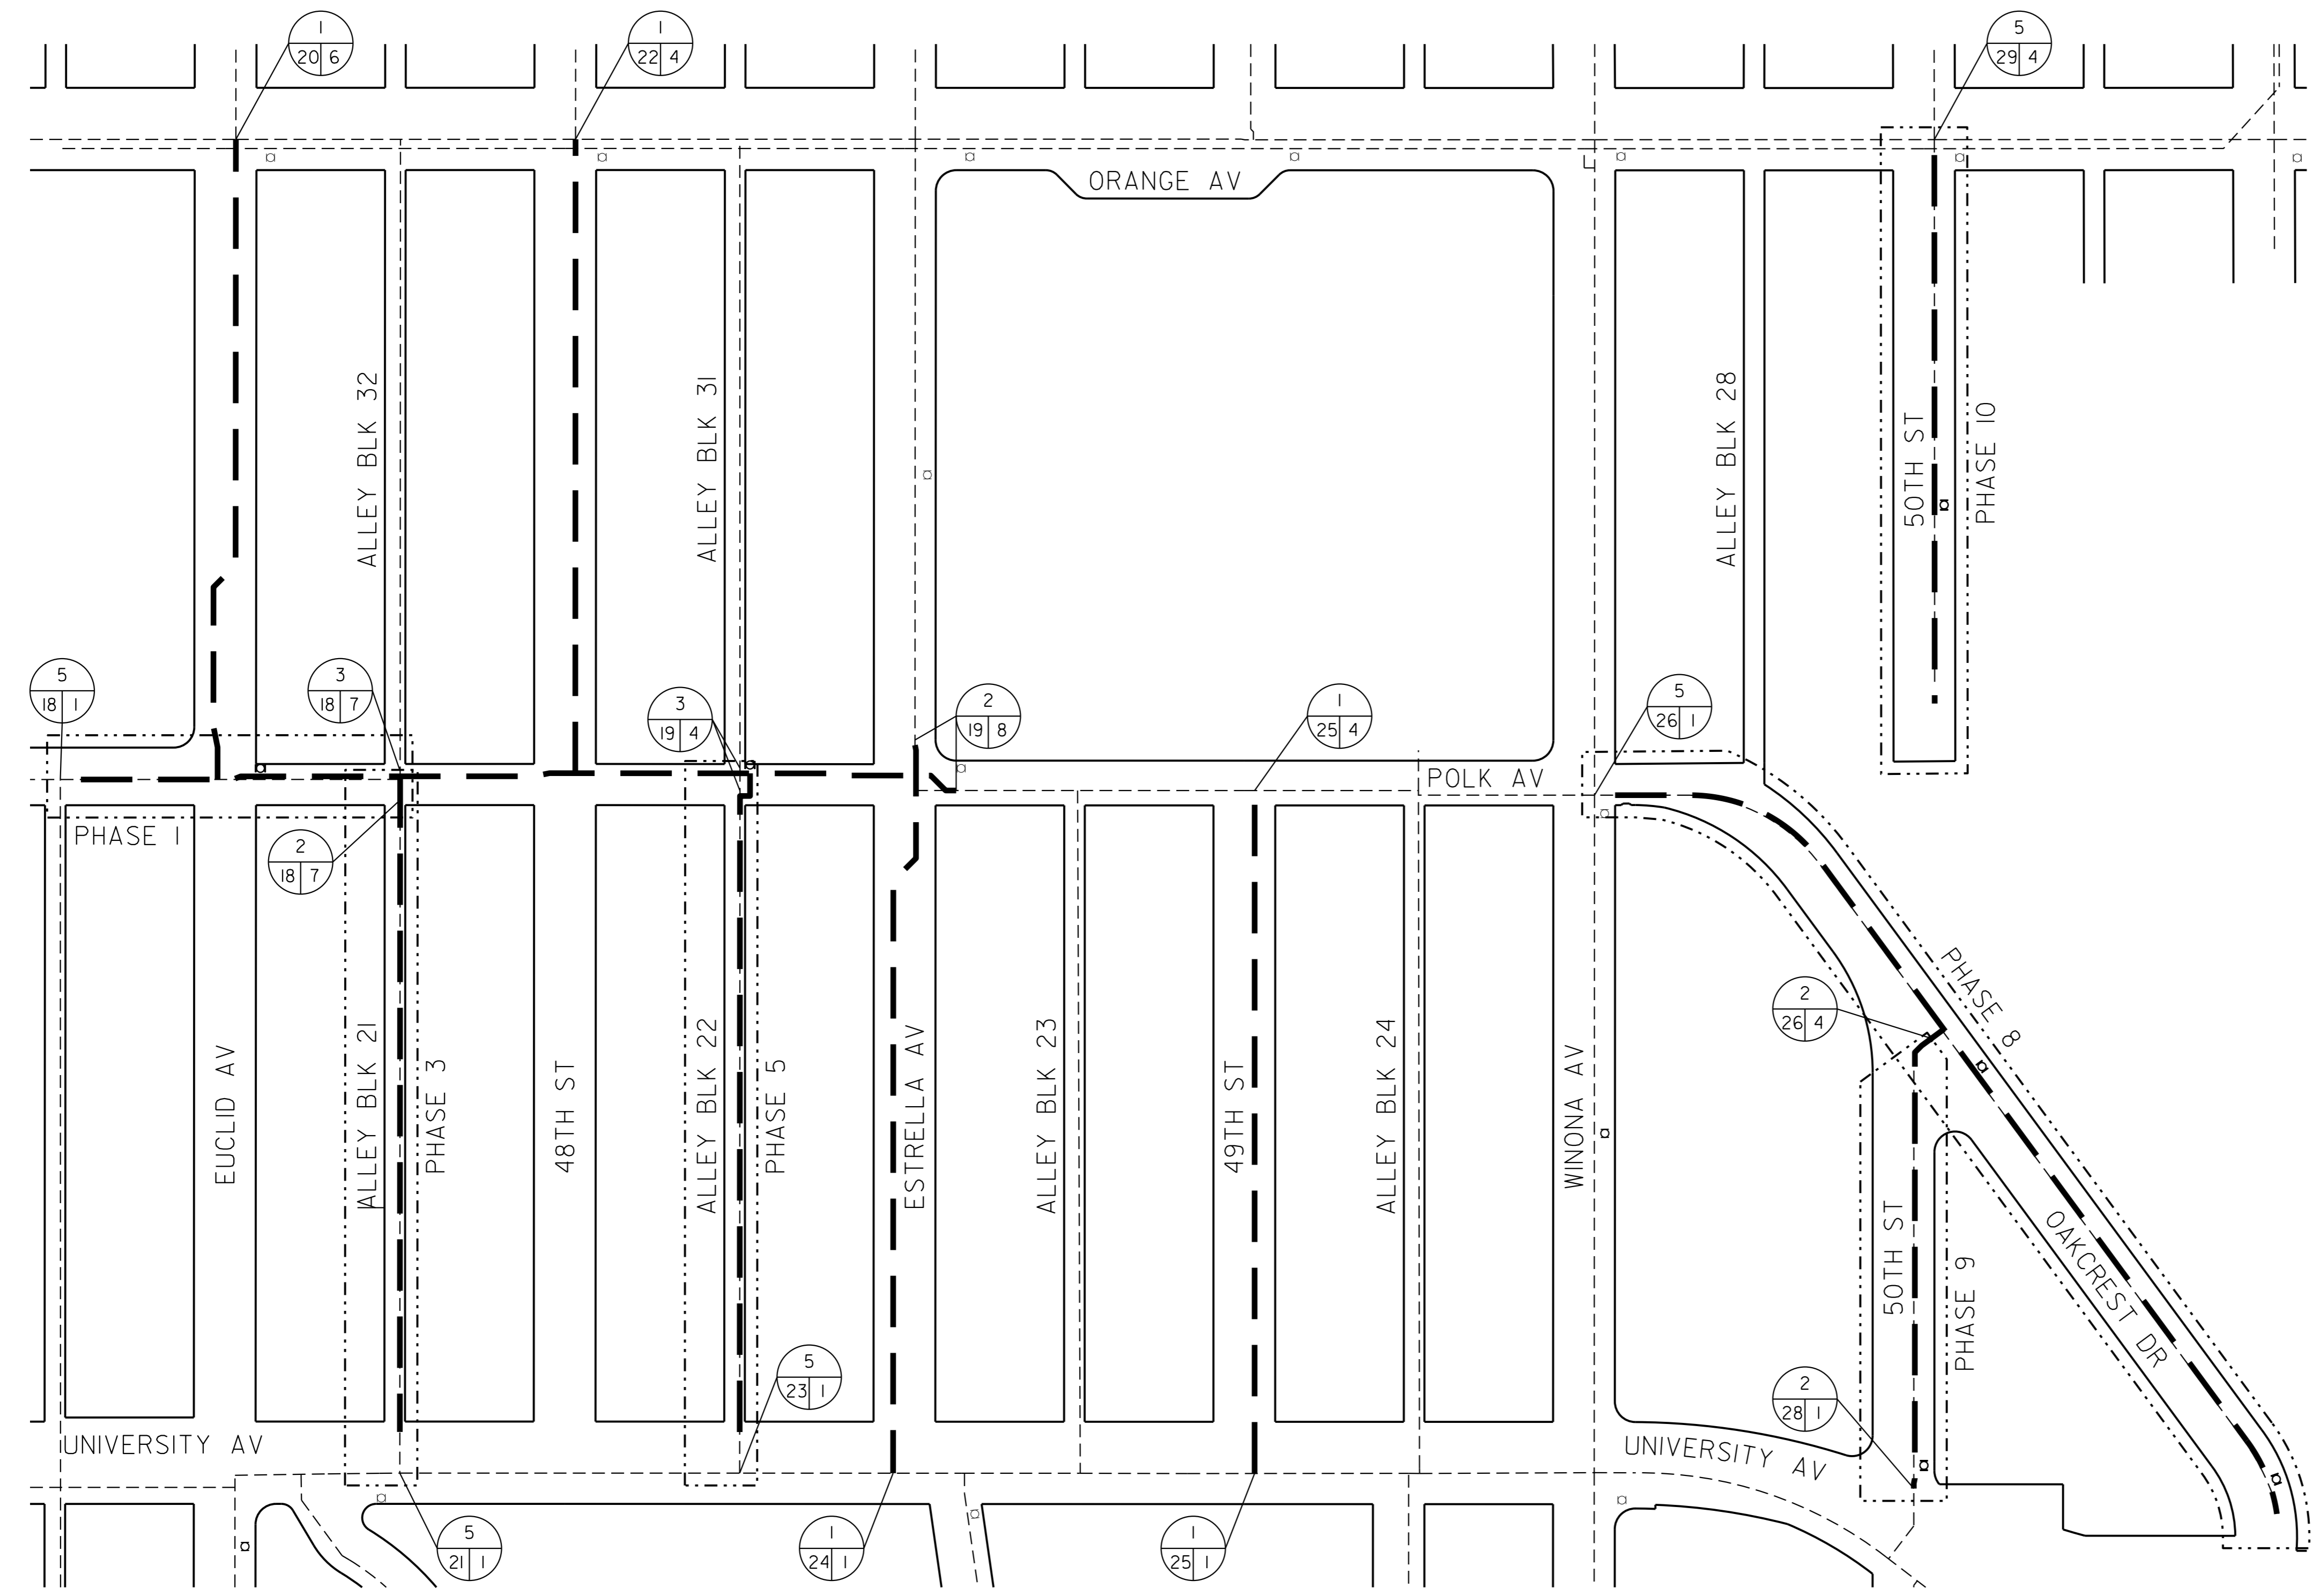 1
20 6
1
22 4
5
29 4
ORANGE AV
ALLEY BLK 32
ALLEY BLK 31
ALLEY BLK 28
50TH ST
PHASE 10
5
18 1
3
18 7
3
19 4
2
19 8
1
25 4
5
26 1
POLK AV
PHASE 1
2
18 7
2
26 4
PHASE 8
EUCLID AV
ALLEY BLK 21
PHASE 3
48TH ST
ALLEY BLK 22
PHASE 5
ESTRELLA AV
ALLEY BLK 23
49TH ST
ALLEY BLK 24
WINONA AV
50TH ST
PHASE 9
OAKCREST DR
5
23 1
2
28 1
UNIVERSITY AV
UNIVERSITY AV
5
21 1
1
24 1
1
25 1